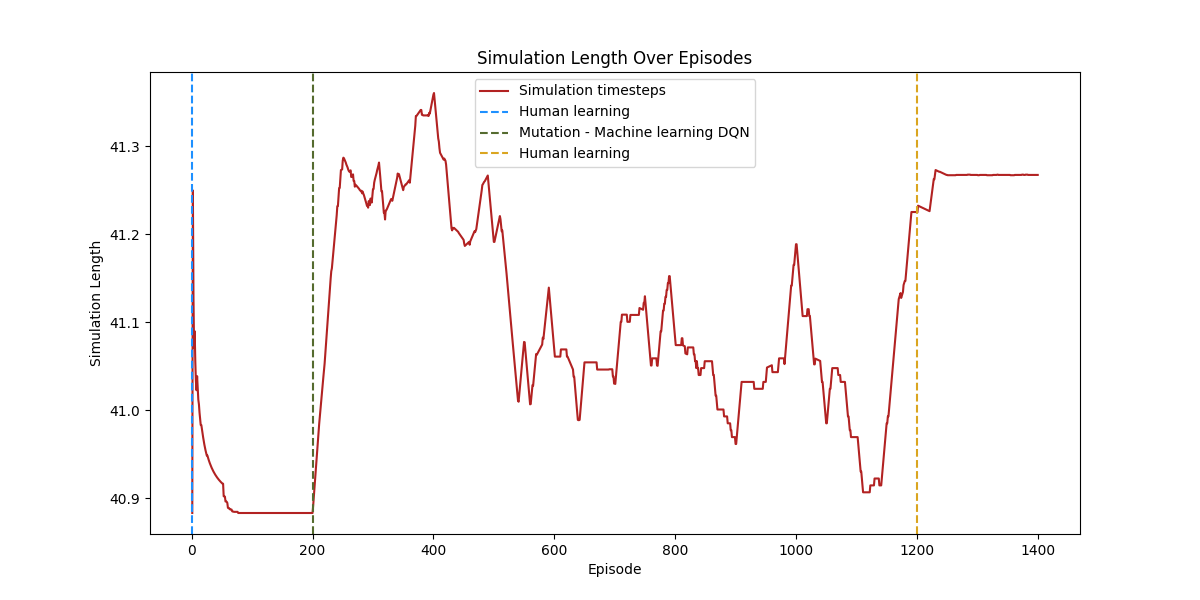 Simulation Length Over Episodes
Simulation timesteps
Human learning
Mutation - Machine learning DQN
Human learning
Simulation Length
41.3
41.2
41.1
41.0
40.9
0 200 400 600 800 1000 1200 1400
Episode